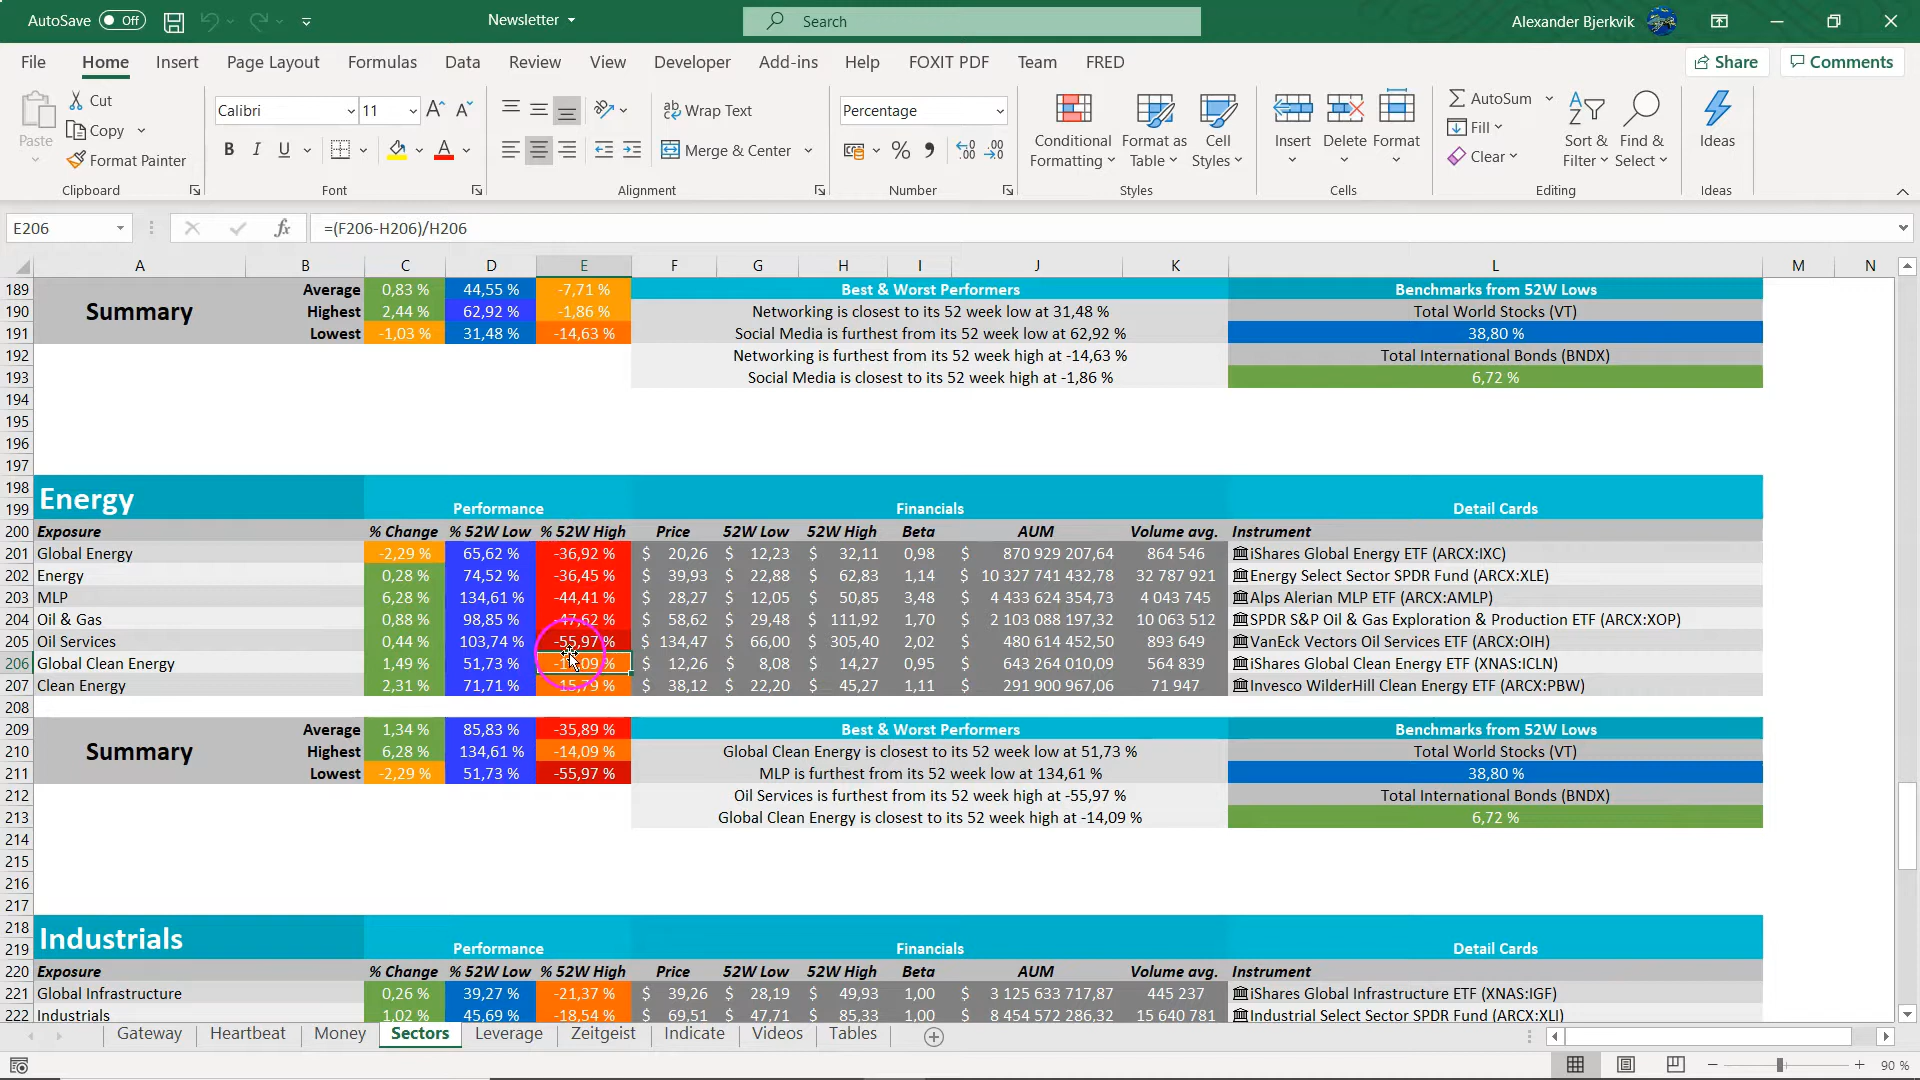 AutoSave Off Newsletter Search Alexander Bjerkvik
File Home Insert Page Layout Formulas Data Review View Developer Add-ins Help FOXIT PDF Team FRED Share Comments
Paste Cut Copy Format Painter Clipboard
Calibri 11 B I U Font
Wrap Text Merge & Center Alignment
Percentage % Number
Conditional Formatting Format as Table Cell Styles Styles
Insert Delete Format Cells
AutoSum Fill Clear Sort & Filter Find & Select Editing
Ideas Ideas
E206 fx =(F206-H206)/H206
A B C D E F G H I J K L M N
189 Average 0,83 % 44,55 % -7,71 % Best & Worst Performers Benchmarks from 52W Lows
190 Summary Highest 2,44 % 62,92 % -1,86 % Networking is closest to its 52 week low at 31,48 % Total World Stocks (VT)
191 Lowest -1,03 % 31,48 % -14,63 % Social Media is furthest from its 52 week low at 62,92 % 38,80 %
192 Networking is furthest from its 52 week high at -14,63 % Total International Bonds (BNDX)
193 Social Media is closest to its 52 week high at -1,86 % 6,72 %
194
195
196
197
198 Energy
199 Performance Financials Detail Cards
200 Exposure % Change % 52W Low % 52W High Price 52W Low 52W High Beta AUM Volume avg. Instrument
201 Global Energy -2,29 % 65,62 % -36,92 % $ 20,26 $ 12,23 $ 32,11 0,98 $ 870 929 207,64 864 546 iShares Global Energy ETF (ARCX:IXC)
202 Energy 0,28 % 74,52 % -36,45 % $ 39,93 $ 22,88 $ 62,83 1,14 $ 10 327 741 432,78 32 787 921 Energy Select Sector SPDR Fund (ARCX:XLE)
203 MLP 6,28 % 134,61 % -44,41 % $ 28,27 $ 12,05 $ 50,85 3,48 $ 4 433 624 354,73 4 043 745 Alps Alerian MLP ETF (ARCX:AMLP)
204 Oil & Gas 0,88 % 98,85 % -47,62 % $ 58,62 $ 29,48 $ 111,92 1,70 $ 2 103 088 197,32 10 063 512 SPDR S&P Oil & Gas Exploration & Production ETF (ARCX:XOP)
205 Oil Services 0,44 % 103,74 % -55,97 % $ 134,47 $ 66,00 $ 305,40 2,02 $ 480 614 452,50 893 649 VanEck Vectors Oil Services ETF (ARCX:OIH)
206 Global Clean Energy 1,49 % 51,73 % $ 12,26 $ 8,08 $ 14,27 0,95 $ 643 264 010,09 564 839 iShares Global Clean Energy ETF (XNAS:ICLN)
207 Clean Energy 2,31 % 71,71 % -15,79 % $ 38,12 $ 22,20 $ 45,27 1,11 $ 291 900 967,06 71 947 Invesco WilderHill Clean Energy ETF (ARCX:PBW)
208
209 Average 1,34 % 85,83 % -35,89 % Best & Worst Performers Benchmarks from 52W Lows
210 Summary Highest 6,28 % 134,61 % -14,09 % Global Clean Energy is closest to its 52 week low at 51,73 % Total World Stocks (VT)
211 Lowest -2,29 % 51,73 % -55,97 % MLP is furthest from its 52 week low at 134,61 % 38,80 %
212 Oil Services is furthest from its 52 week high at -55,97 % Total International Bonds (BNDX)
213 Global Clean Energy is closest to its 52 week high at -14,09 % 6,72 %
214
215
216
217
218 Industrials
219 Performance Financials Detail Cards
220 Exposure % Change % 52W Low % 52W High Price 52W Low 52W High Beta AUM Volume avg. Instrument
221 Global Infrastructure 0,26 % 39,27 % -21,37 % $ 39,26 $ 28,19 $ 49,93 1,00 $ 3 125 633 717,87 445 237 iShares Global Infrastructure ETF (XNAS:IGF)
222 Industrials 1,02 % 45,69 % -18,54 % $ 69,51 $ 47,71 $ 85,33 1,00 $ 8 454 572 286,32 15 640 781 Industrial Select Sector SPDR Fund (ARCX:XLI)
Gateway Heartbeat Money Sectors Leverage Zeitgeist Indicate Videos Tables
90 %